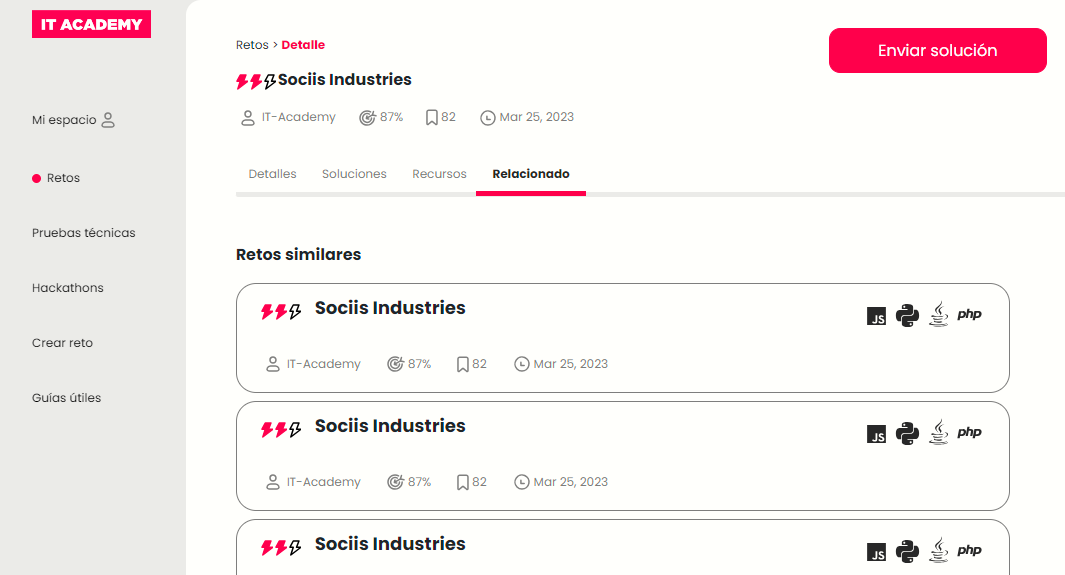 IT ACADEMY
Mi espacio
Retos
Pruebas técnicas
Hackathons
Crear reto
Guías útiles
Retos > Detalle
Enviar solución
Sociis Industries
IT-Academy 87% 82 Mar 25, 2023
Detalles Soluciones Recursos Relacionado
Retos similares
Sociis Industries
JS php
IT-Academy 87% 82 Mar 25, 2023
Sociis Industries
JS php
IT-Academy 87% 82 Mar 25, 2023
Sociis Industries
JS php